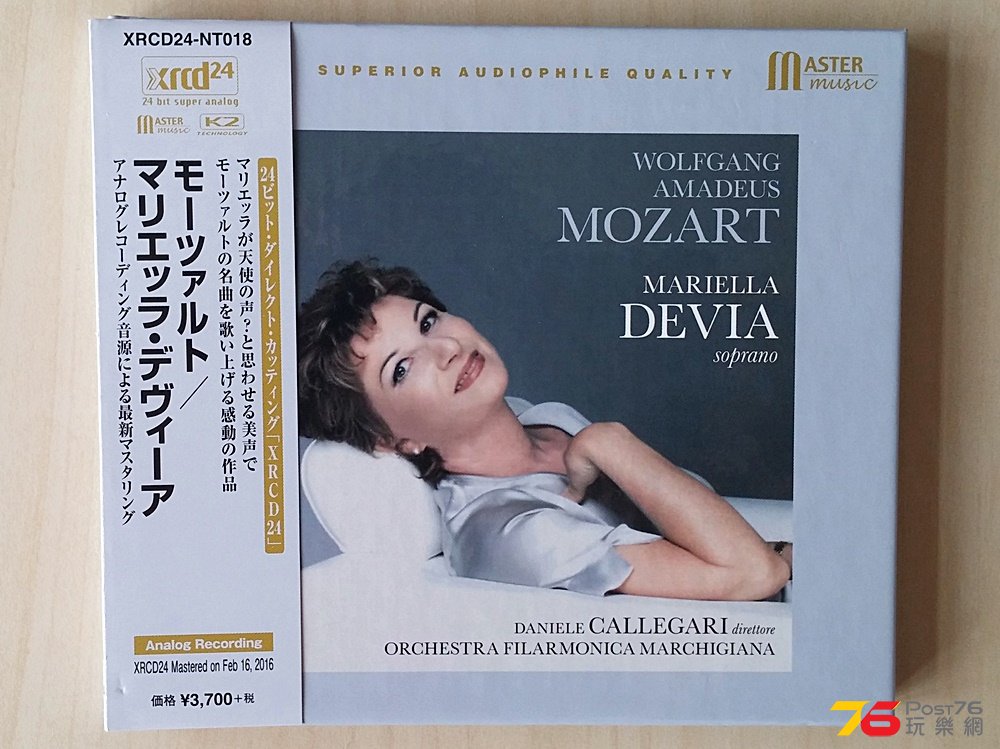 XRCD24-NT018
xrcd24
24 bit super analog
MASTER music
K2
TECHNOLOGY
24ビット・ダイレクト・カッティング「XRCD24」
マリエッラが天使の声?と思わせる美声で
モーツァルトの名曲を歌い上げる感動の作品
モーツァルト/
マリエッラ・デヴィーア
アナログレコーディング音源による最新マスタリング
Analog Recording
XRCD24 Mastered on Feb 16, 2016
価格 ¥3,700+税
SUPERIOR AUDIOPHILE QUALITY
MASTER music
WOLFGANG
AMADEUS
MOZART
MARIELLA
DEVIA
soprano
DANIELE CALLEGARI direttore
ORCHESTRA FILARMONICA MARCHIGIANA
76 POST76
玩樂網